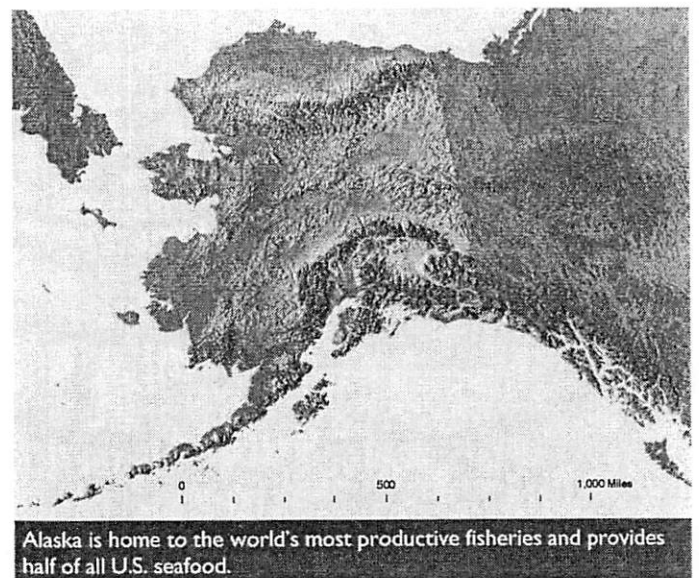 0 500 1,000 Miles
Alaska is home to the world's most productive fisheries and provides
half of all U.S. seafood.